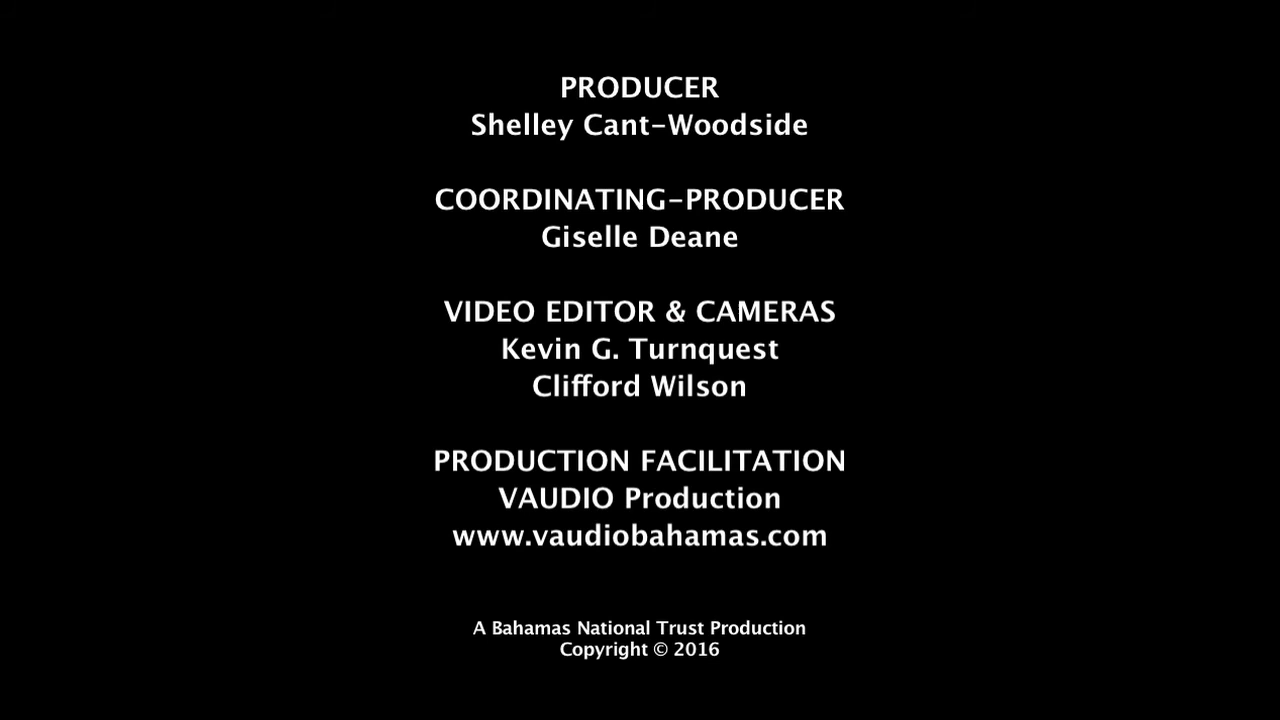 PRODUCER
Shelley Cant-Woodside
COORDINATING-PRODUCER
Giselle Deane
VIDEO EDITOR & CAMERAS
Kevin G. Turnquest
Clifford Wilson
PRODUCTION FACILITATION
VAUDIO Production
www.vaudiobahamas.com
A Bahamas National Trust Production
Copyright © 2016